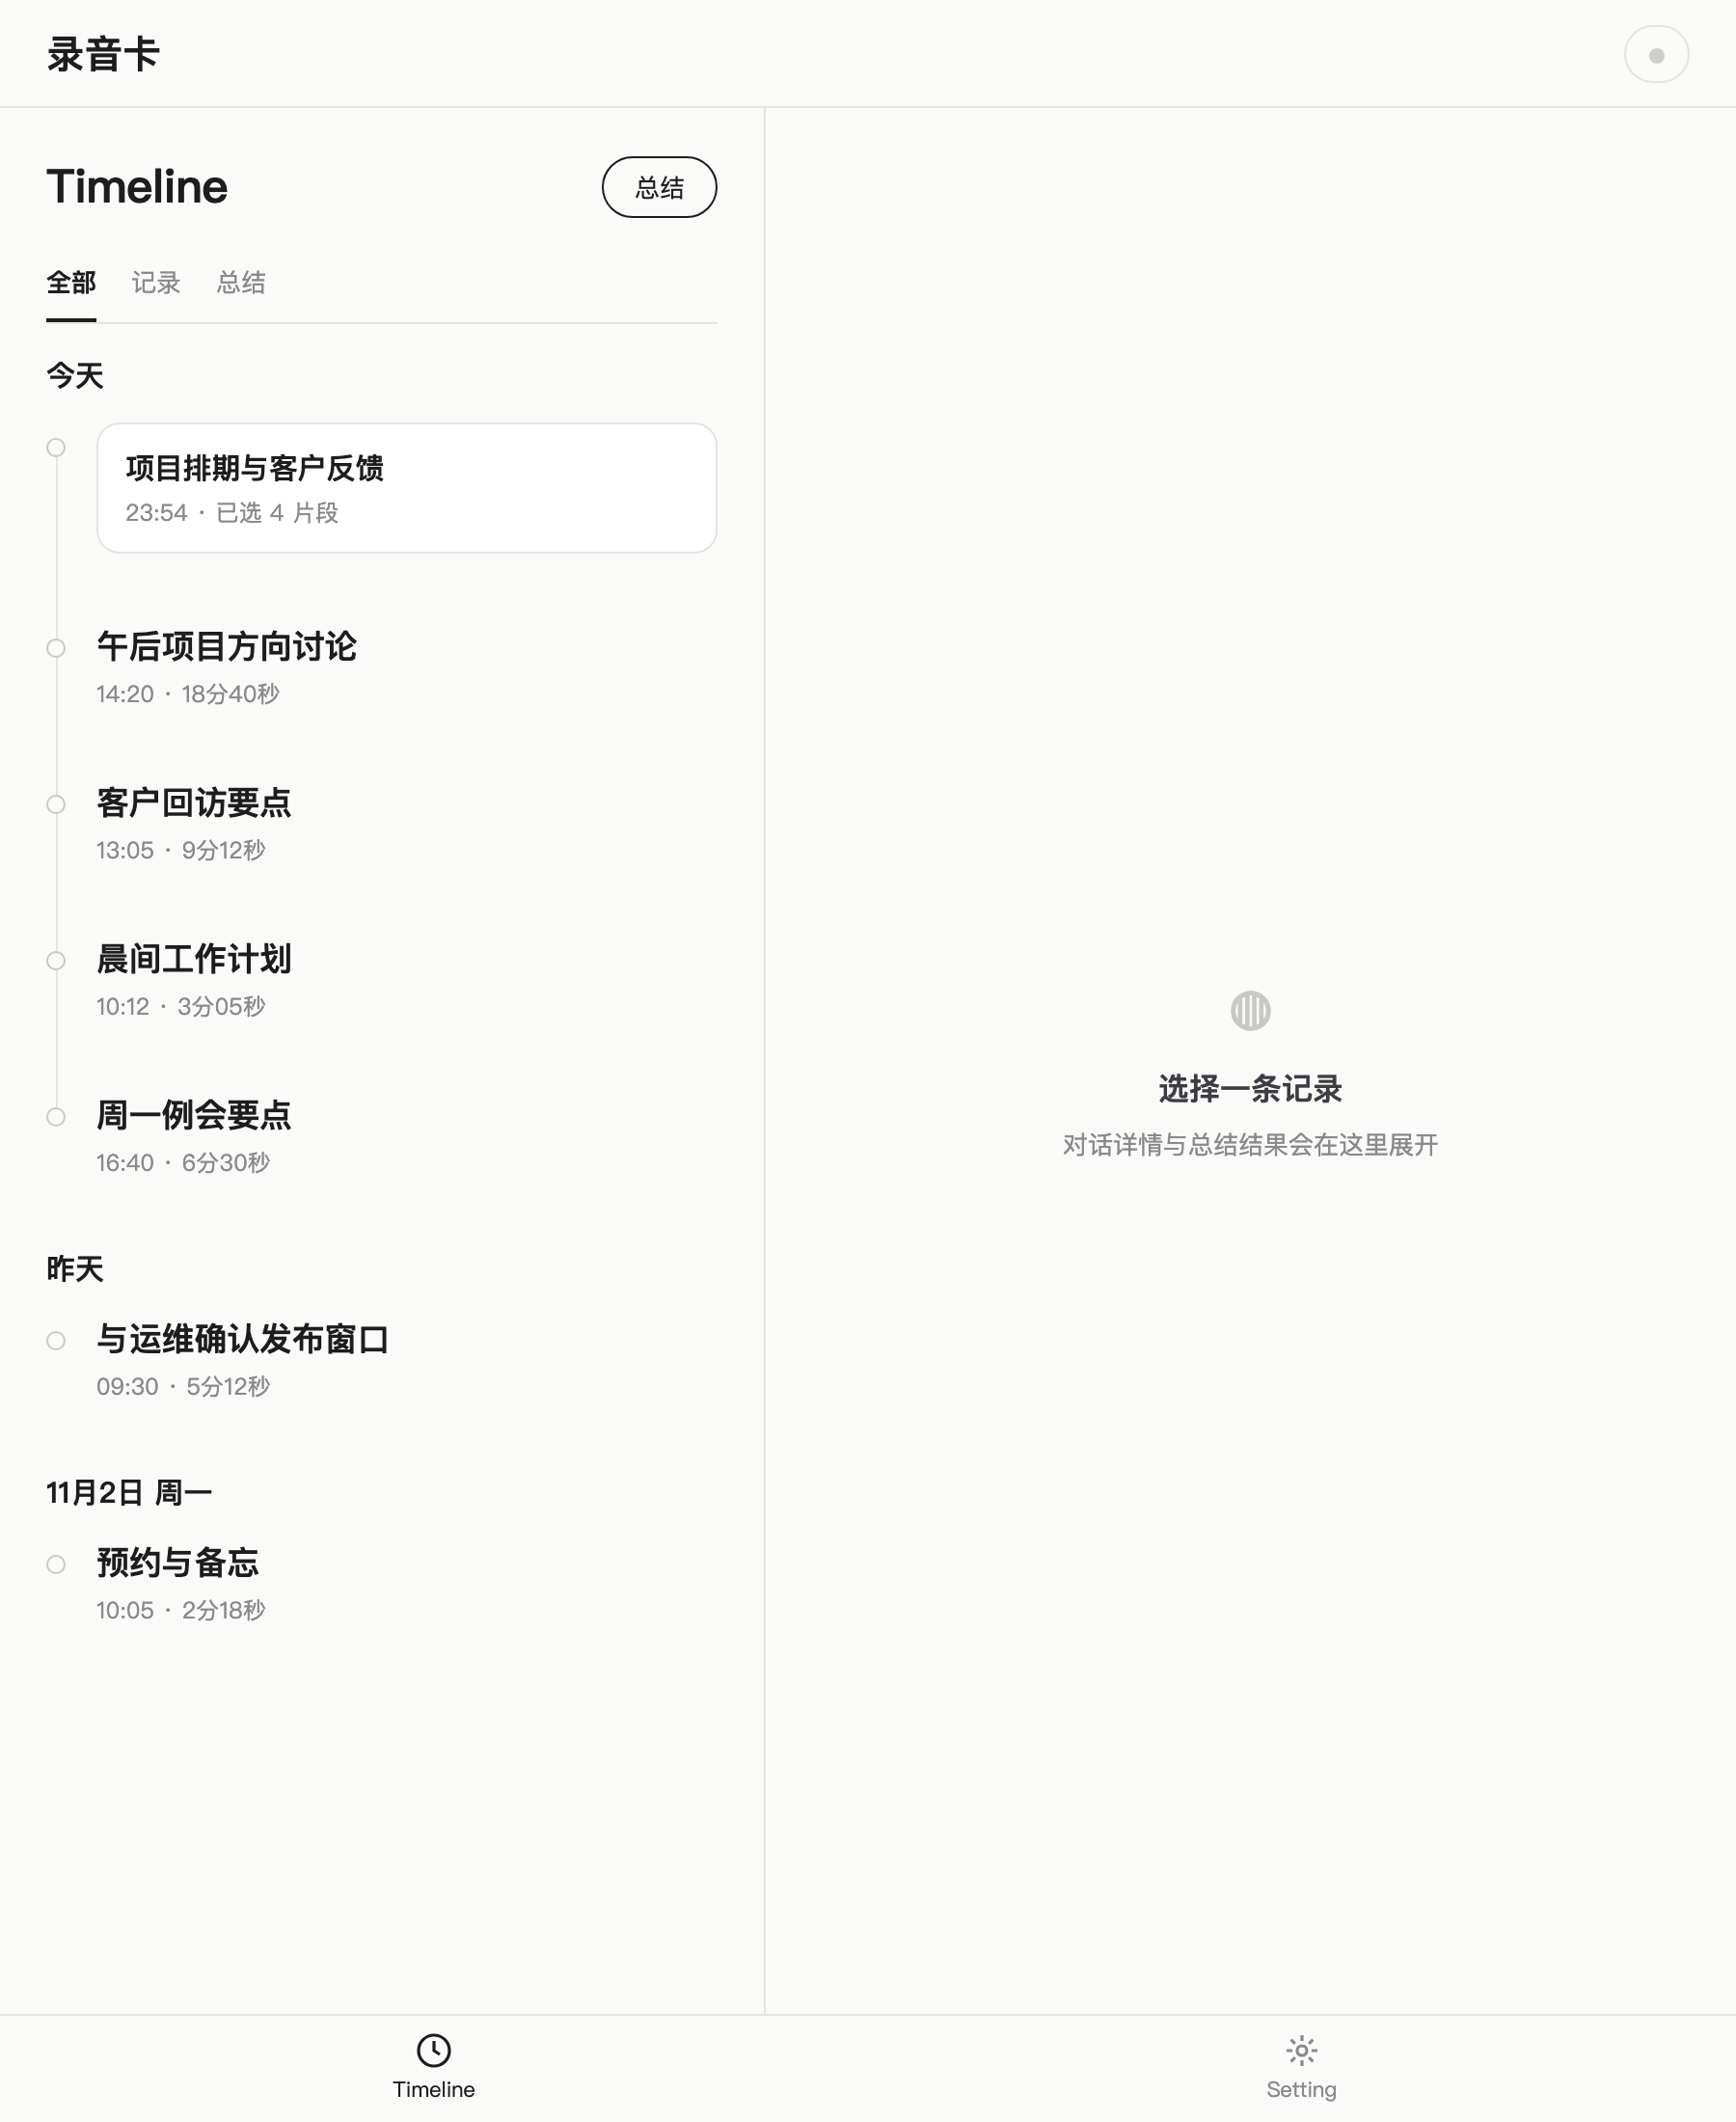 录音卡
Timeline
总结
全部 记录 总结
今天
项目排期与客户反馈
23:54 · 已选 4 片段
午后项目方向讨论
14:20 · 18分40秒
客户回访要点
13:05 · 9分12秒
晨间工作计划
10:12 · 3分05秒
周一例会要点
16:40 · 6分30秒
昨天
与运维确认发布窗口
09:30 · 5分12秒
11月2日 周一
预约与备忘
10:05 · 2分18秒
选择一条记录
对话详情与总结结果会在这里展开
Timeline
Setting